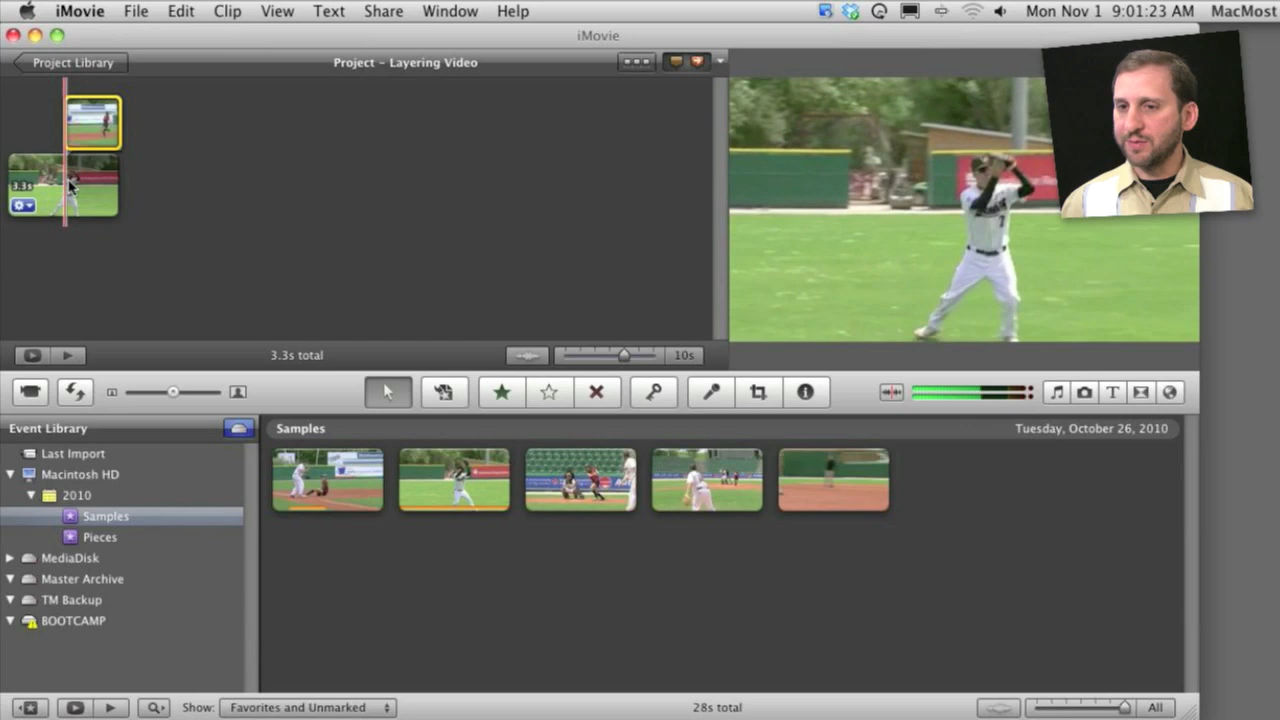 iMovie File Edit Clip View Text Share Window Help Mon Nov 1 9:01:23 AM MacMost
iMovie
Project Library
Project – Layering Video
3.3s
3.3s total
10s
Event Library
Samples
Tuesday, October 26, 2010
Last Import
Macintosh HD
2010
Samples
Pieces
MediaDisk
Master Archive
TM Backup
BOOTCAMP
Show: Favorites and Unmarked
28s total
All